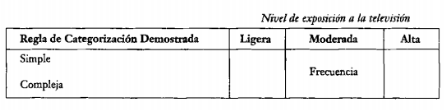 Nivel de exposición a la televisión
Regla de Categorización Demostrada Ligera Moderada Alta
Simple
Frecuencia
Compleja